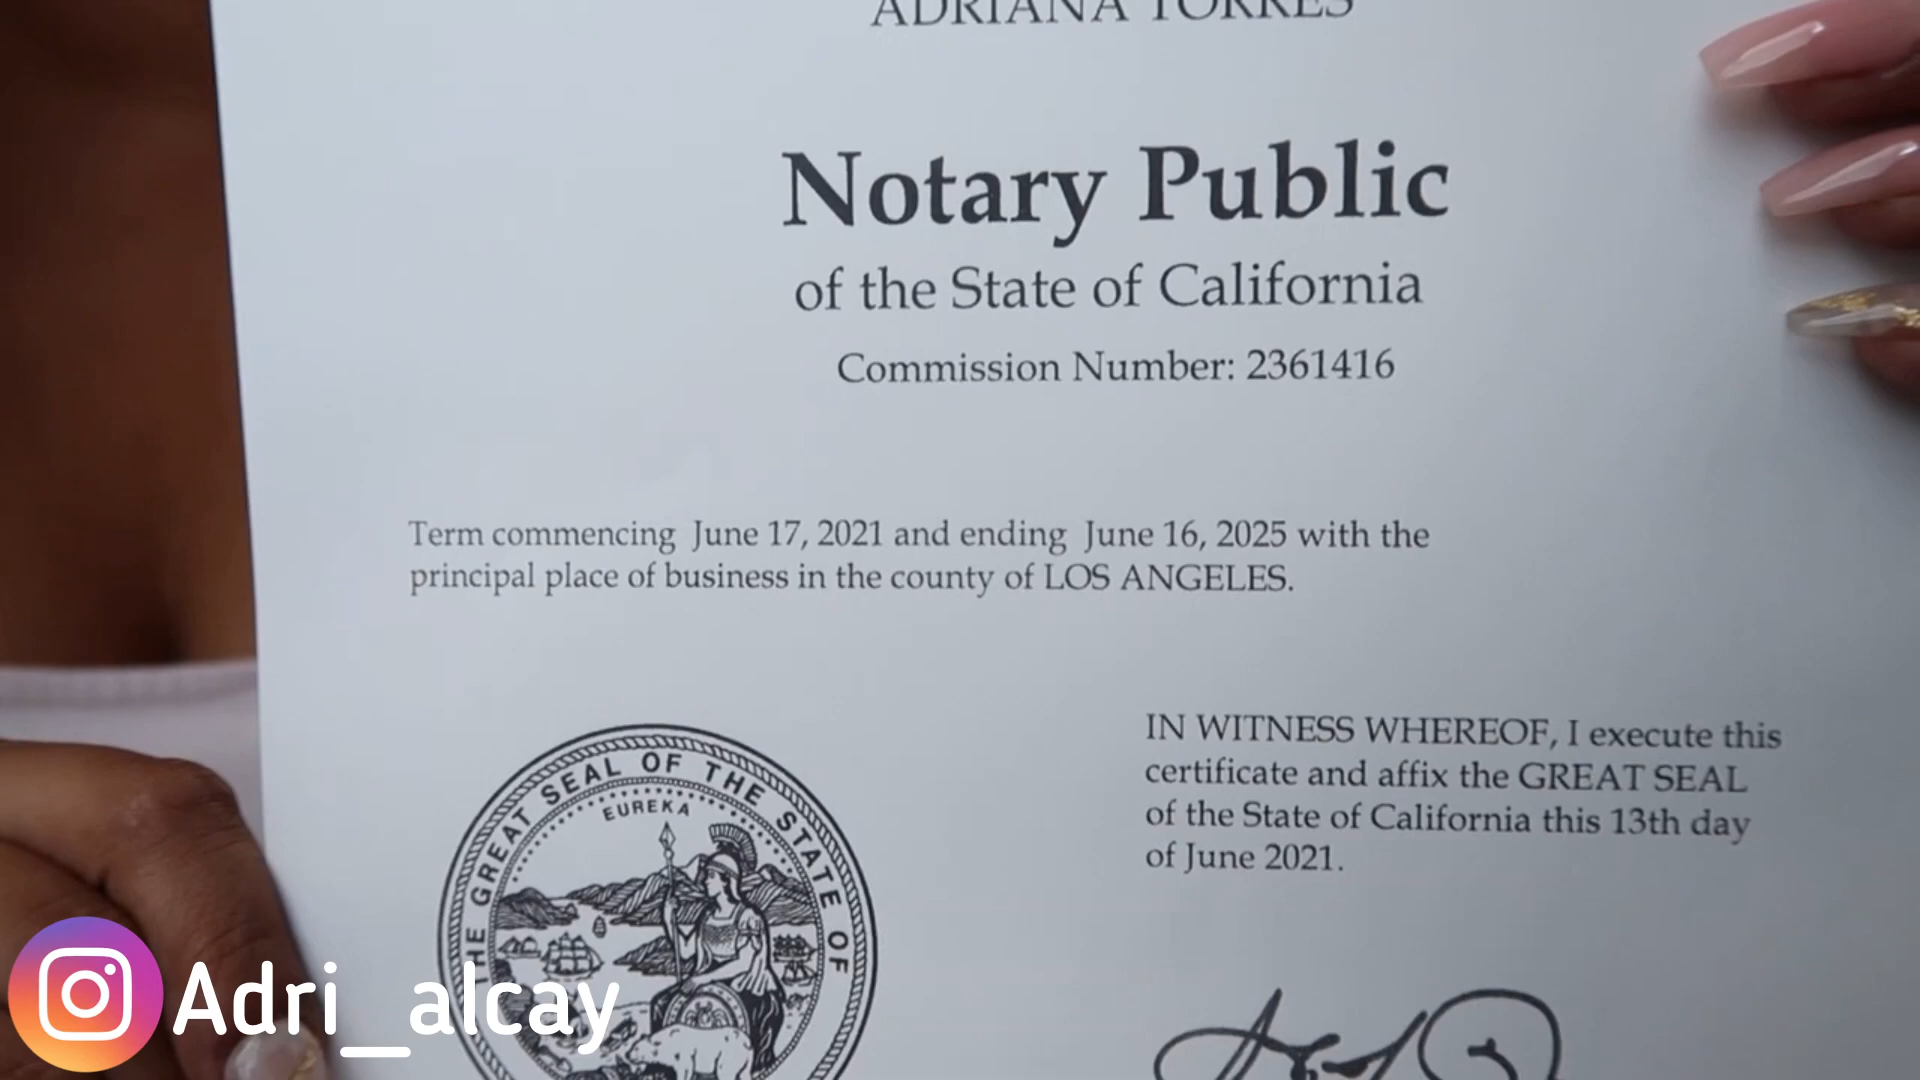 ADRIANA TORRES
Notary Public
of the State of California
Commission Number: 2361416
Term commencing June 17, 2021 and ending June 16, 2025 with the
principal place of business in the county of LOS ANGELES.
THE GREAT SEAL OF THE STATE OF
EUREKA
IN WITNESS WHEREOF, I execute this
certificate and affix the GREAT SEAL
of the State of California this 13th day
of June 2021.
Adri_alcay